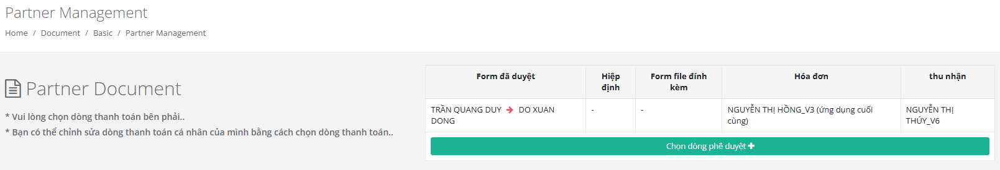 Partner Management
Home / Document / Basic / Partner Management
Partner Document
* Vui lòng chọn dòng thanh toán bên phải..
* Bạn có thể chỉnh sửa dòng thanh toán cá nhân của mình bằng cách chọn dòng thanh toán..
Form đã duyệt
Hiệp
định
Form file đính
kèm
Hóa đơn
thu nhận
TRẦN QUANG DUY ➔ DO XUAN
DONG
-
-
NGUYỄN THỊ HỒNG_V3 (ứng dụng cuối
cùng)
NGUYỄN THỊ
THÚY_V6
Chọn dòng phê duyệt +